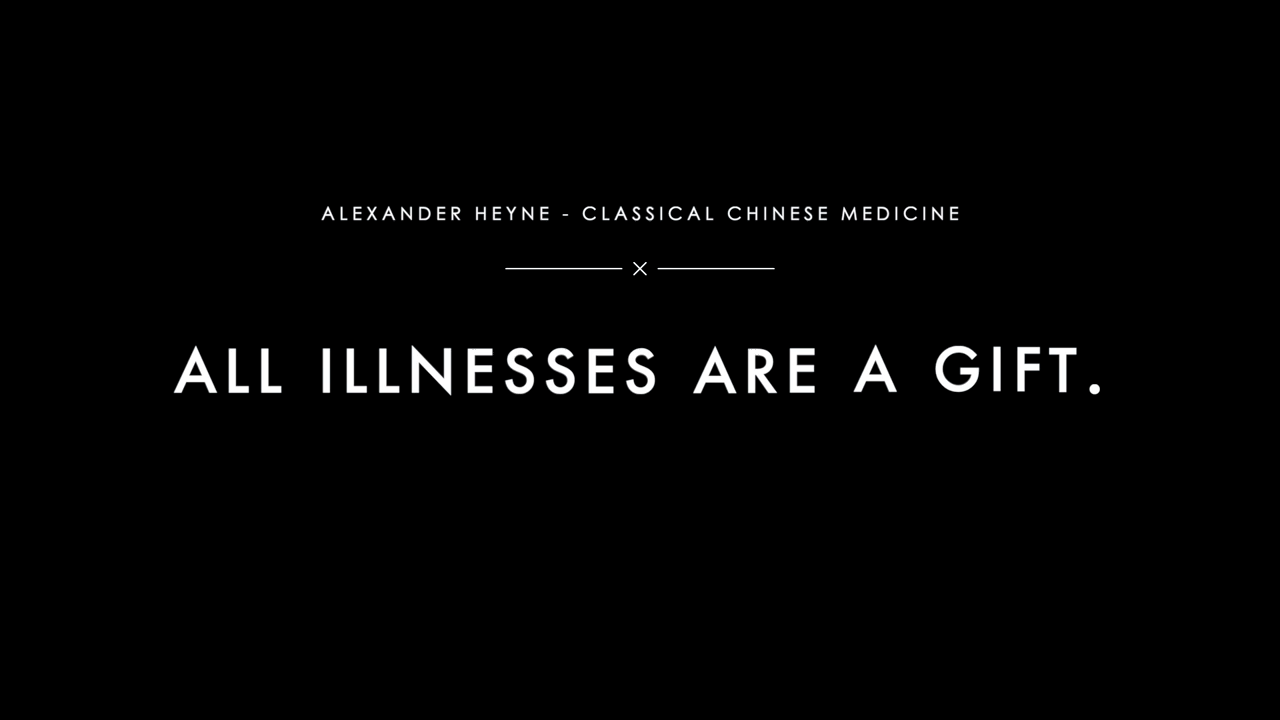 ALEXANDER HEYNE - CLASSICAL CHINESE MEDICINE
ALL ILLNESSES ARE A GIFT.